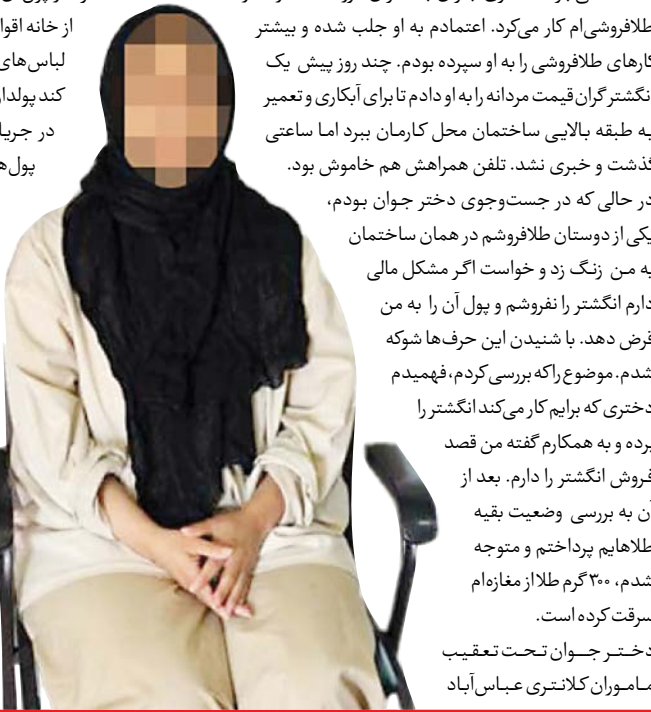 طلافروشی‌ام کار می‌کرد. اعتمادم به او جلب شده و بیشتر
کارهای طلافروشی را به او سپرده بودم. چند روز پیش یک
انگشتر گران‌قیمت مردانه را به او دادم تا برای آبکاری و تعمیر
به طبقه بالایی ساختمان محل کارمان ببرد اما ساعتی
گذشت و خبری نشد. تلفن همراهش هم خاموش بود.
در حالی که در جست‌وجوی دختر جوان بودم،
یکی از دوستان طلافروشم در همان ساختمان
به من زنگ زد و خواست اگر مشکل مالی
دارم انگشتر را نفروشم و پول آن را به من
قرض دهد. با شنیدن این حرف‌ها شوکه
شدم. موضوع را که بررسی کردم، فهمیدم
دختری که برایم کار می‌کند انگشتر را
برده و به همکارم گفته من قصد
فروش انگشتر را دارم. بعد از
آن به بررسی وضعیت بقیه
طلاهایم پرداختم و متوجه
شدم، ۳۰۰ گرم طلا از مغازه‌ام
سرقت کرده است.
دختر جوان تحت تعقیب
ماموران کلانتری عباس‌آباد
از خانه اقوا
لباس‌های
کند پولدار
در جریا
پول‌ه